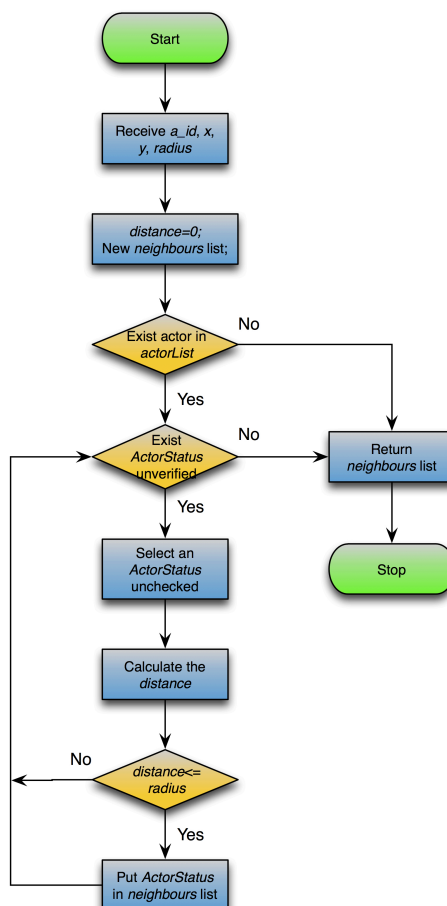 Start
Receive a_id, x,
y, radius
distance=0;
New neighbours list;
Exist actor in
actorList
No
Yes
Exist
ActorStatus
unverified
No
Return
neighbours list
Yes
Select an
ActorStatus
unchecked
Stop
Calculate the
distance
No
distance<=
radius
Yes
Put ActorStatus
in neighbours list